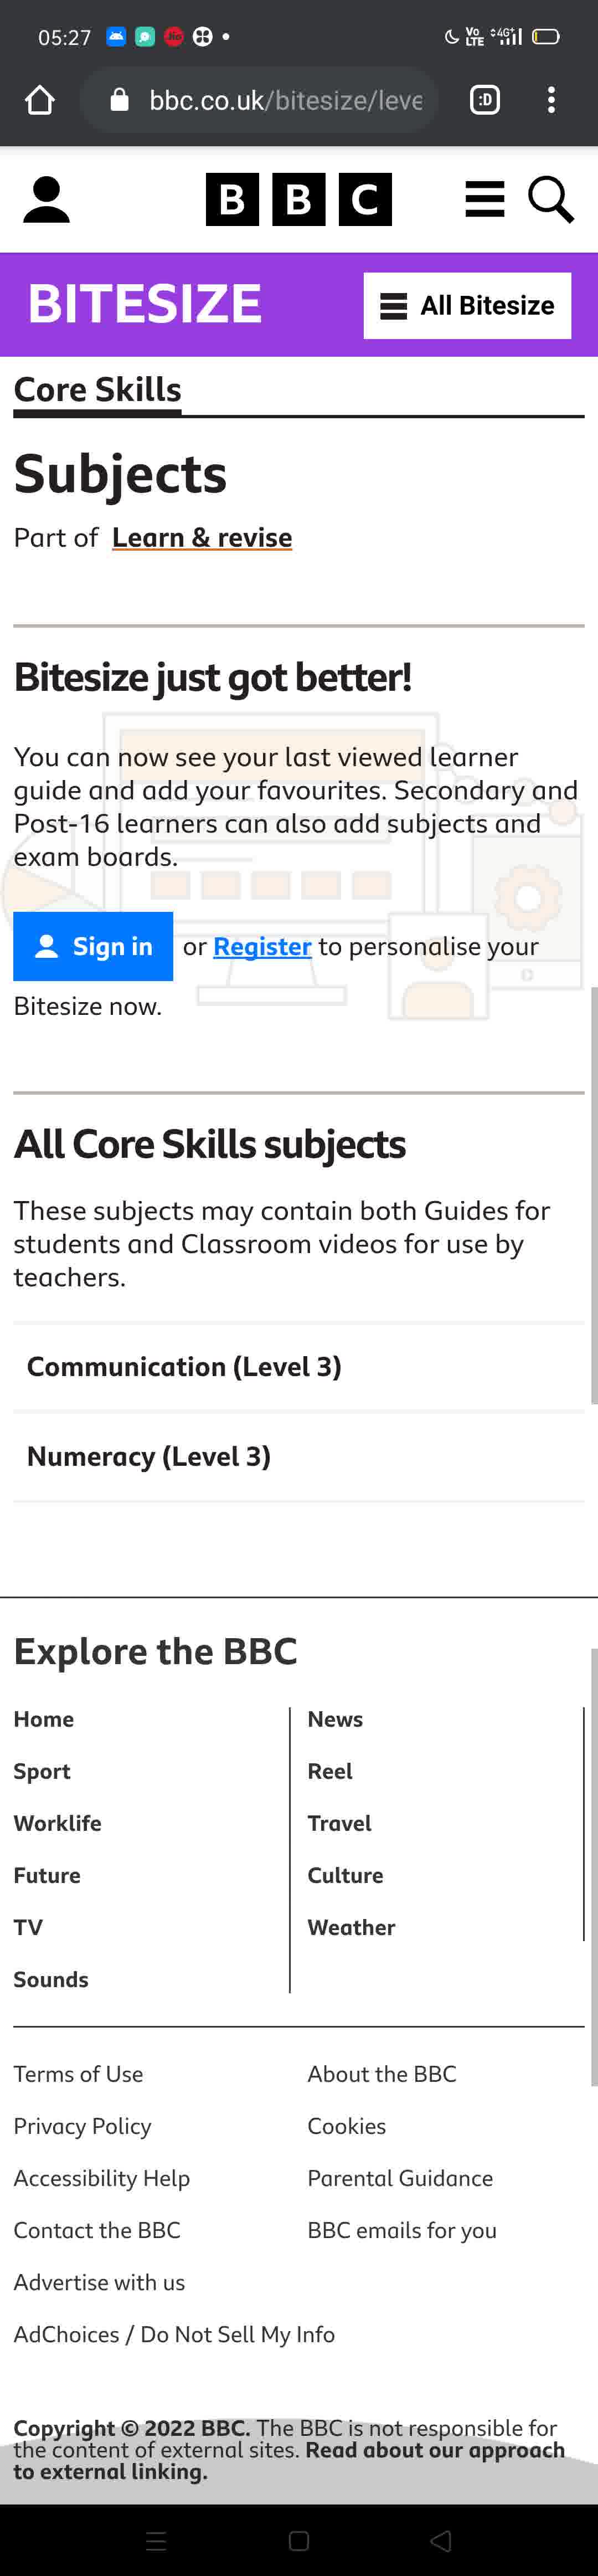 05:27 Jio Vo LTE 4G+
bbc.co.uk/bitesize/leve :D
BBC
BITESIZE All Bitesize
Core Skills
Subjects
Part of Learn & revise
Bitesize just got better!
You can now see your last viewed learner
guide and add your favourites. Secondary and
Post-16 learners can also add subjects and
exam boards.
Sign in or Register to personalise your
Bitesize now.
All Core Skills subjects
These subjects may contain both Guides for
students and Classroom videos for use by
teachers.
Communication (Level 3)
Numeracy (Level 3)
Explore the BBC
Home News
Sport Reel
Worklife Travel
Future Culture
TV Weather
Sounds
Terms of Use About the BBC
Privacy Policy Cookies
Accessibility Help Parental Guidance
Contact the BBC BBC emails for you
Advertise with us
AdChoices / Do Not Sell My Info
Copyright © 2022 BBC. The BBC is not responsible for
the content of external sites. Read about our approach
to external linking.